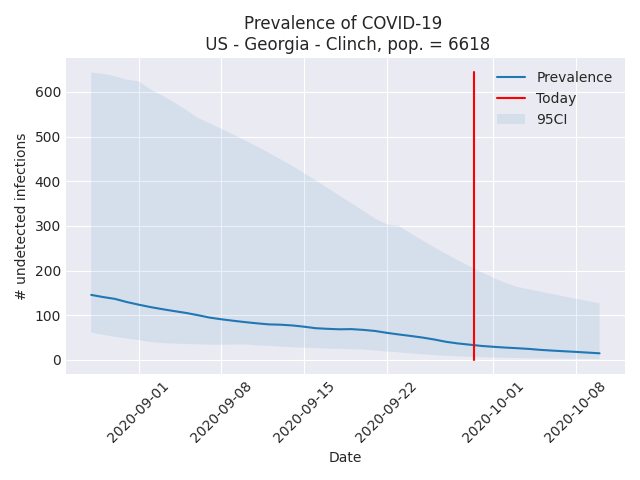 Prevalence of COVID-19
US - Georgia - Clinch, pop. = 6618
Prevalence
Today
95CI
# undetected infections
600
500
400
300
200
100
0
2020-09-01
2020-09-08
2020-09-15
2020-09-22
2020-10-01
2020-10-08
Date